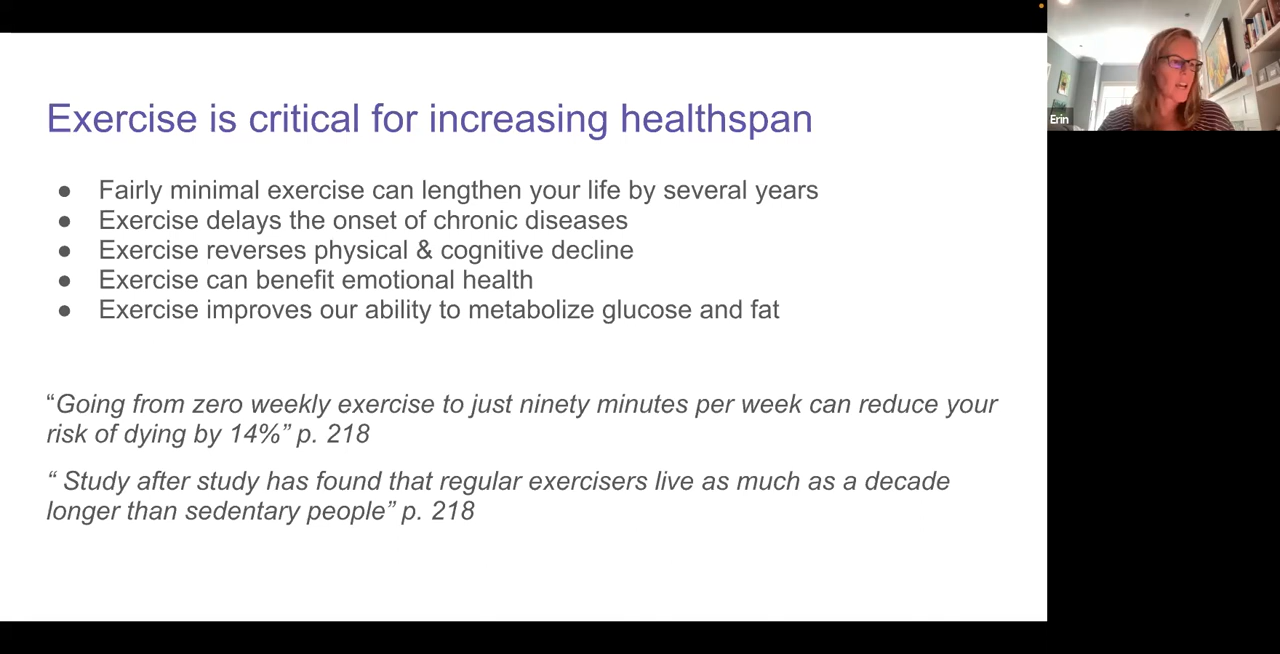 Exercise is critical for increasing healthspan
● Fairly minimal exercise can lengthen your life by several years
● Exercise delays the onset of chronic diseases
● Exercise reverses physical & cognitive decline
● Exercise can benefit emotional health
● Exercise improves our ability to metabolize glucose and fat
“Going from zero weekly exercise to just ninety minutes per week can reduce your
risk of dying by 14%” p. 218
“ Study after study has found that regular exercisers live as much as a decade
longer than sedentary people” p. 218
Erin